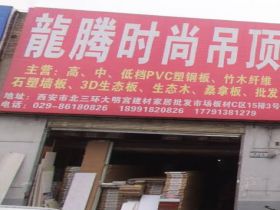 龍腾时尚吊顶
主营：高、中、低档PVC塑钢板、竹木纤维
石塑墙板、3D生态板、生态木、桑拿板、批发
地址：西安市北三环大明宫建材家居批发市场板材C区15排3号
电话：029-86180826 18991820826 17791381279